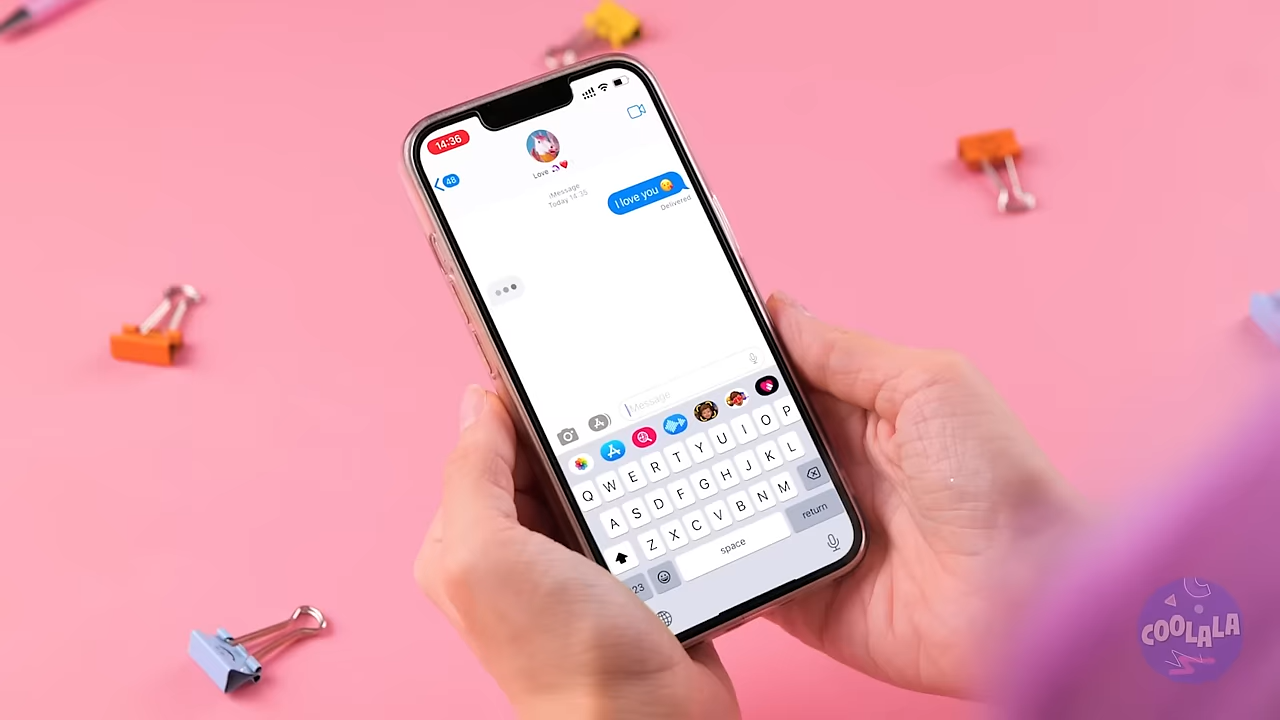 14:36
48
Love 🦄❤️
iMessage
Today 14:35
I love you 😘
Delivered
Message
Q W E R T Y U I O P
A S D F G H J K L
Z X C V B N M
123
space
return
COOLALA